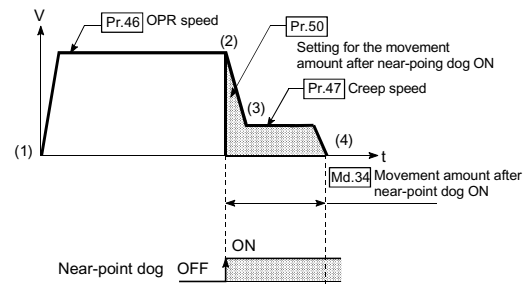 V
Pr.46 OPR speed
(2)
Pr.50
Setting for the movement
amount after near-poing dog ON
(3)
Pr.47 Creep speed
(1)
(4)
t
Md.34 Movement amount after
near-point dog ON
ON
Near-point dog OFF